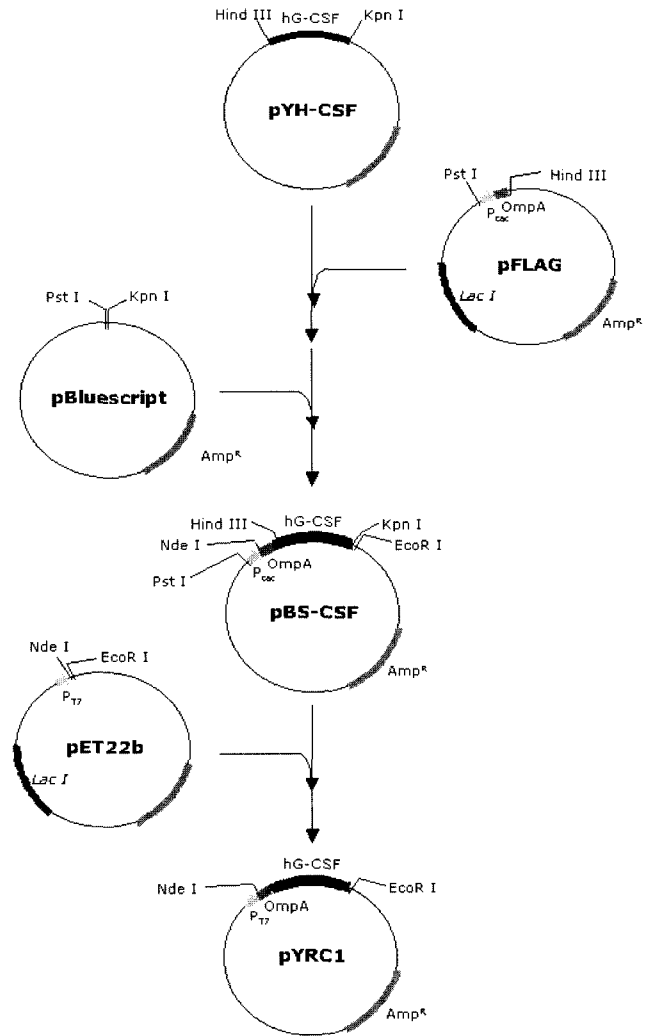 Hind III
hG-CSF
Kpn I
pYH-CSF
Pst I
Hind III
Pcac
OmpA
pFLAG
Lac I
AmpR
Pst I
Kpn I
pBluescript
AmpR
Hind III
hG-CSF
Kpn I
Nde I
EcoR I
Pst I
Pcac
OmpA
pBS-CSF
AmpR
Nde I
EcoR I
PT7
pET22b
Lac I
hG-CSF
Nde I
EcoR I
PT7
OmpA
pYRC1
AmpR